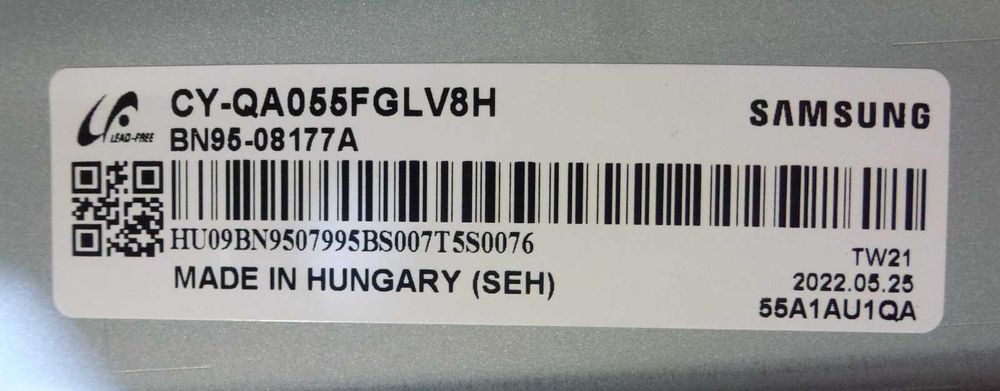 LEAD-FREE
CY-QA055FGLV8H
BN95-08177A
SAMSUNG
HU09BN9507995BS007T5S0076
MADE IN HUNGARY (SEH)
TW21
2022.05.25
55A1AU1QA